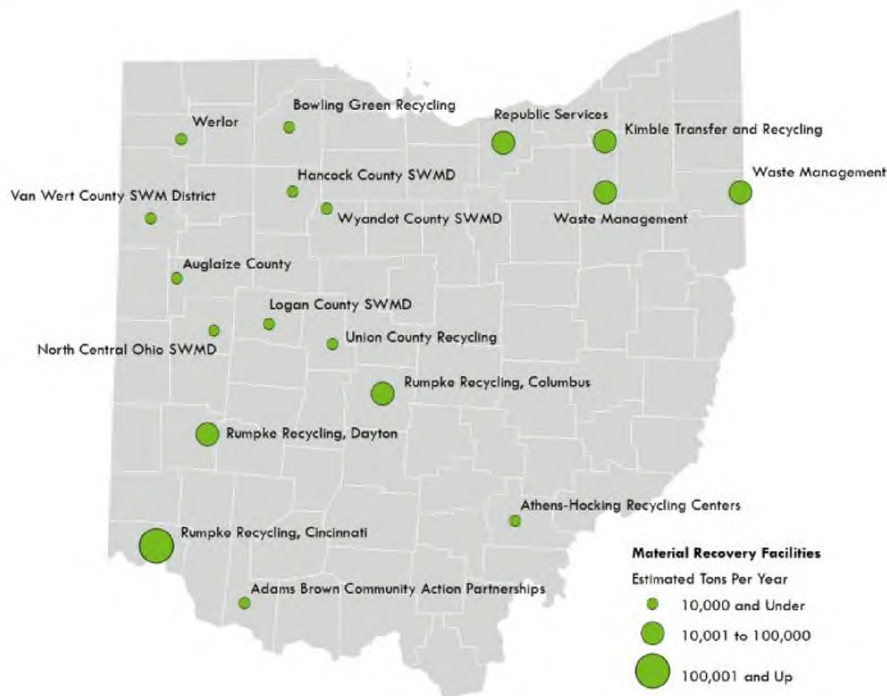 Bowling Green Recycling
Republic Services
Werlor
Kimble Transfer and Recycling
Hancock County SWMD
Waste Management
Van Wert County SWM District
Wyandot County SWMD
Waste Management
Auglaize County
Logan County SWMD
North Central Ohio SWMD
Union County Recycling
Rumpke Recycling, Columbus
Rumpke Recycling, Dayton
Athens-Hocking Recycling Centers
Rumpke Recycling, Cincinnati
Adams Brown Community Action Partnerships
Material Recovery Facilities
Estimated Tons Per Year
10,000 and Under
10,001 to 100,000
100,001 and Up